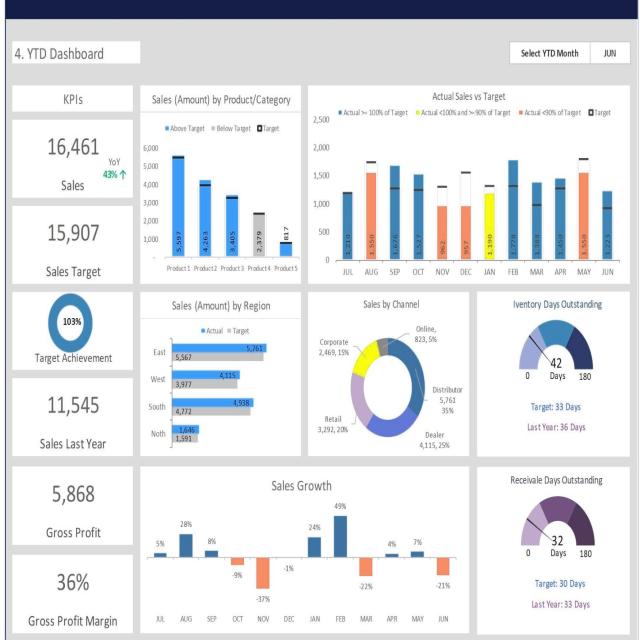 4. YTD Dashboard
Select YTD Month JUN
KPIs
16,461
YoY
43% ↑
Sales
15,907
Sales Target
103%
Target Achievement
11,545
Sales Last Year
5,868
Gross Profit
36%
Gross Profit Margin
Sales (Amount) by Product/Category
Above Target Below Target Target
6,000
5,000
4,000
3,000
2,000
1,000
-
5,597 4,263 3,405 2,379 817
Product 1 Product 2 Product 3 Product 4 Product 5
Actual Sales vs Target
Actual >= 100% of Target Actual <100% and >= 90% of Target Actual <90% of Target Target
2,500
2,000
1,500
1,000
500
0
1,210 1,550 1,676 1,527 962 957 1,190 1,778 1,388 1,458 1,558 1,223
JUL AUG SEP OCT NOV DEC JAN FEB MAR APR MAY JUN
Sales (Amount) by Region
Actual Target
East 5,761
5,567
West 4,115
3,977
South 4,938
4,772
Noth 1,646
1,591
Sales by Channel
Online,
823, 5%
Corporate
2,469, 15%
Distributor
5,761
35%
Retail
3,292, 20%
Dealer
4,115, 25%
Iventory Days Outstanding
42
0 Days 180
Target: 33 Days
Last Year: 36 Days
Sales Growth
5% 28% 8% -9% -37% -1% 24% 49% -22% 4% 7% -21%
JUL AUG SEP OCT NOV DEC JAN FEB MAR APR MAY JUN
Receivale Days Outstanding
32
0 Days 180
Target: 30 Days
Last Year: 33 Days